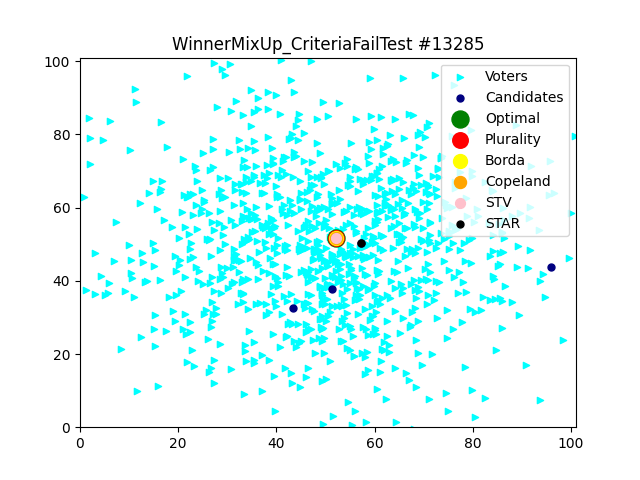 WinnerMixUp_CriteriaFailTest #13285
100
80
60
40
20
0
0
20
40
60
80
100
Voters
Candidates
Optimal
Plurality
Borda
Copeland
STV
STAR